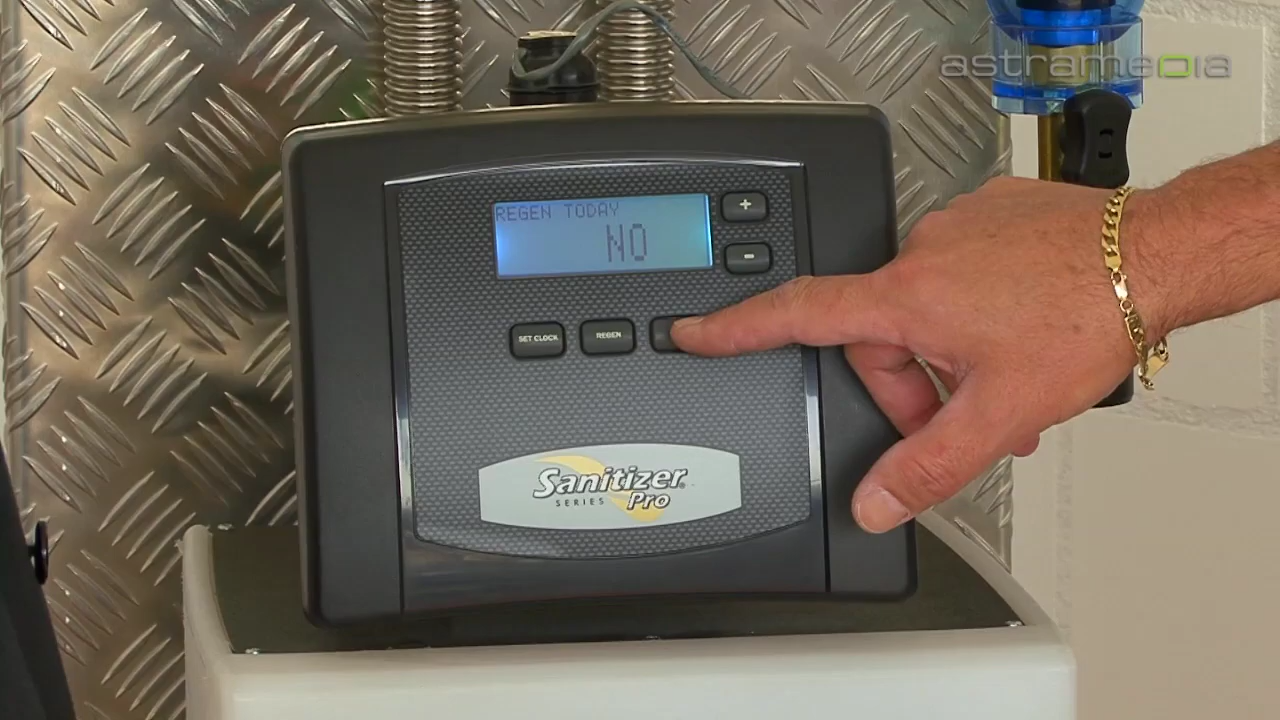 astramedia
REGEN TODAY
NO
+
-
SET CLOCK
REGEN
Sanitizer
SERIES Pro